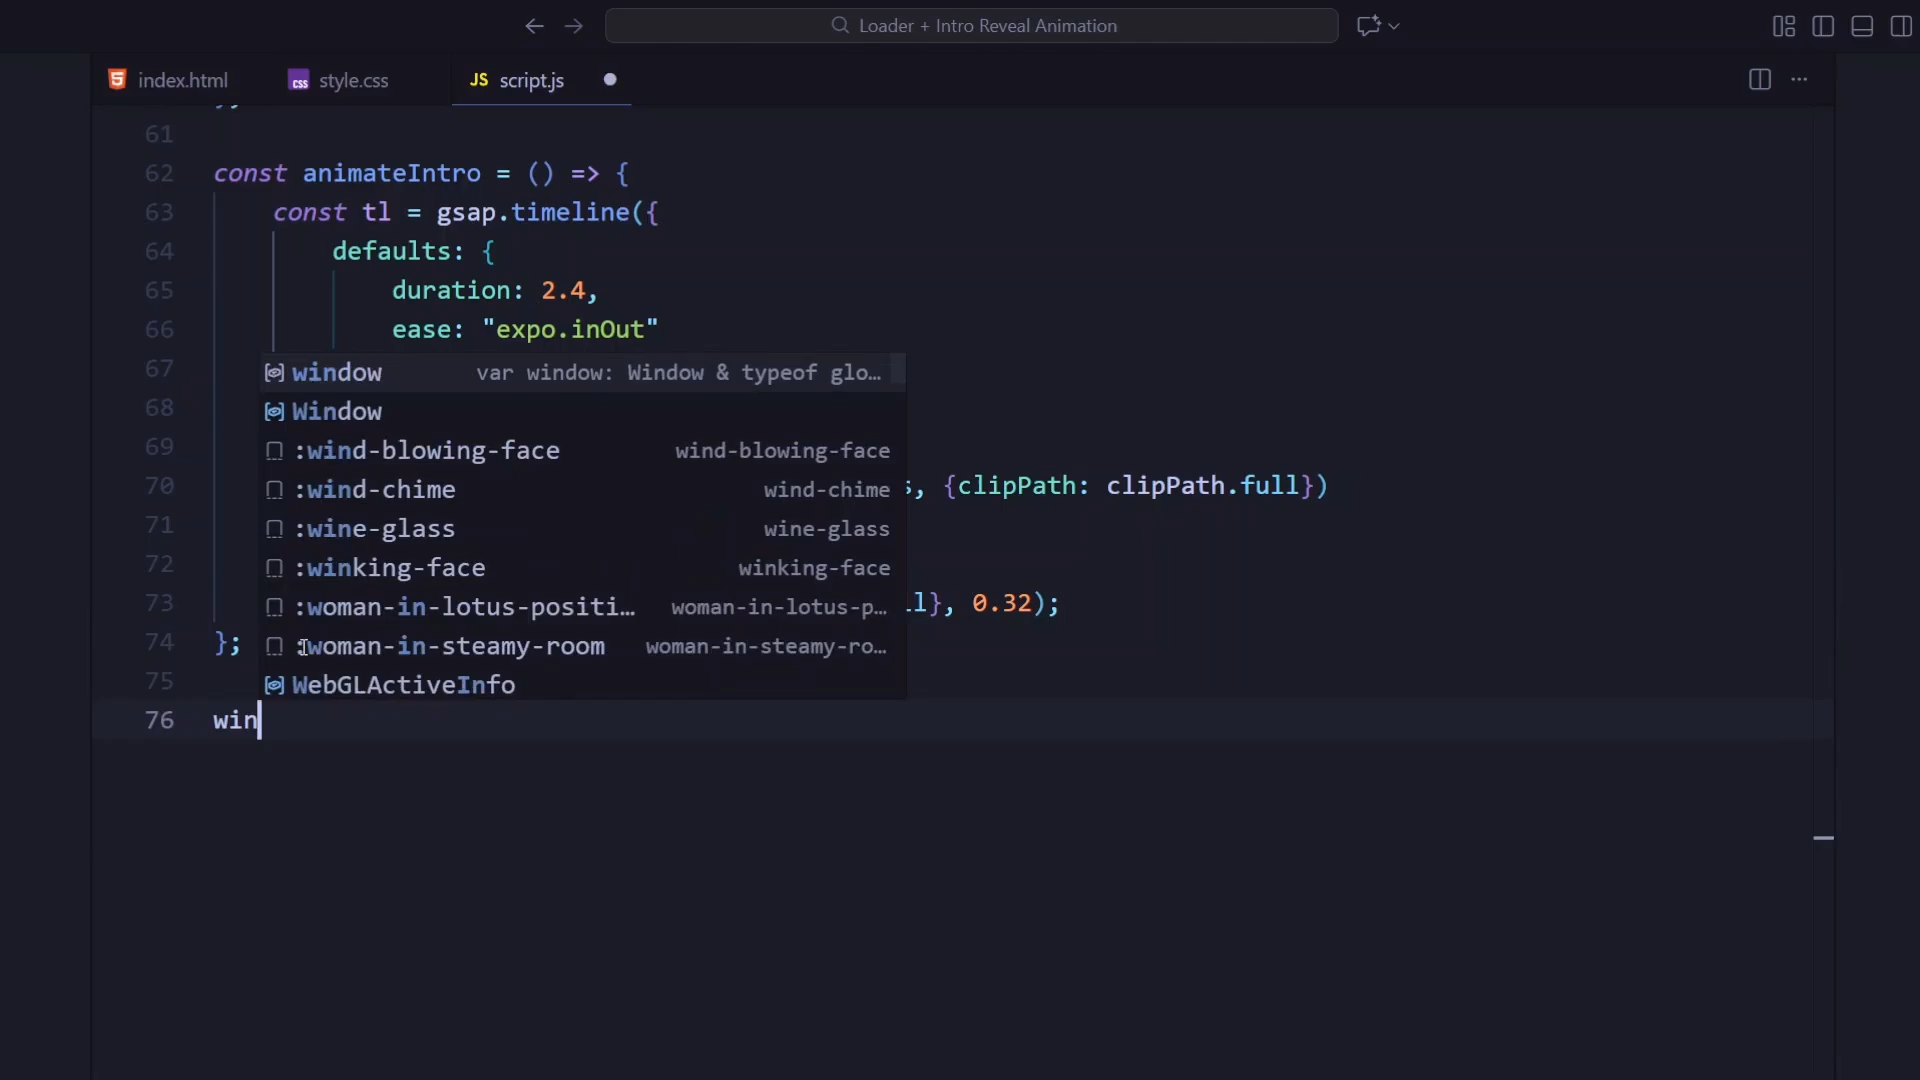 Loader + Intro Reveal Animation
index.html
css style.css
JS script.js
61
62 const animateIntro = () => {
63 const tl = gsap.timeline({
64 defaults: {
65 duration: 2.4,
66 ease: "expo.inOut"
67 window var window: Window & typeof glo…
68 Window
69 :wind-blowing-face wind-blowing-face
70 :wind-chime wind-chime s, {clipPath: clipPath.full})
71 :wine-glass wine-glass
72 :winking-face winking-face
73 :woman-in-lotus-positi… woman-in-lotus-p… ll}, 0.32);
74 }; :woman-in-steamy-room woman-in-steamy-ro…
75 WebGLActiveInfo
76 win